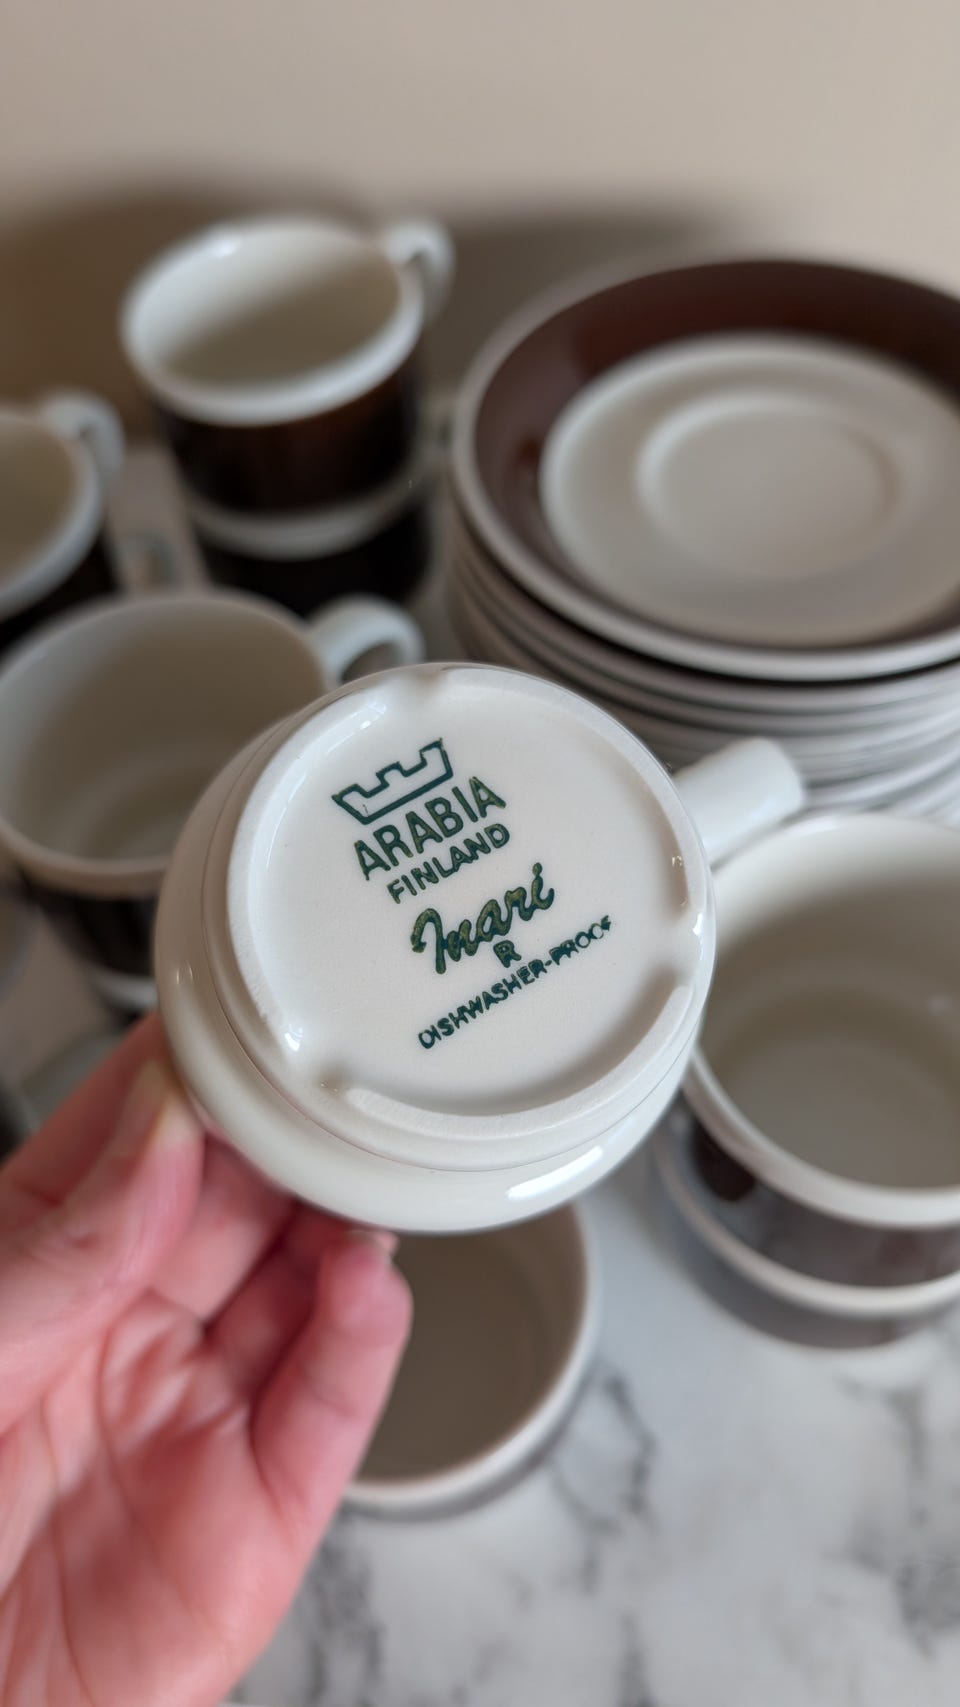 ARABIA
FINLAND
Inari
R
DISHWASHER-PROOF